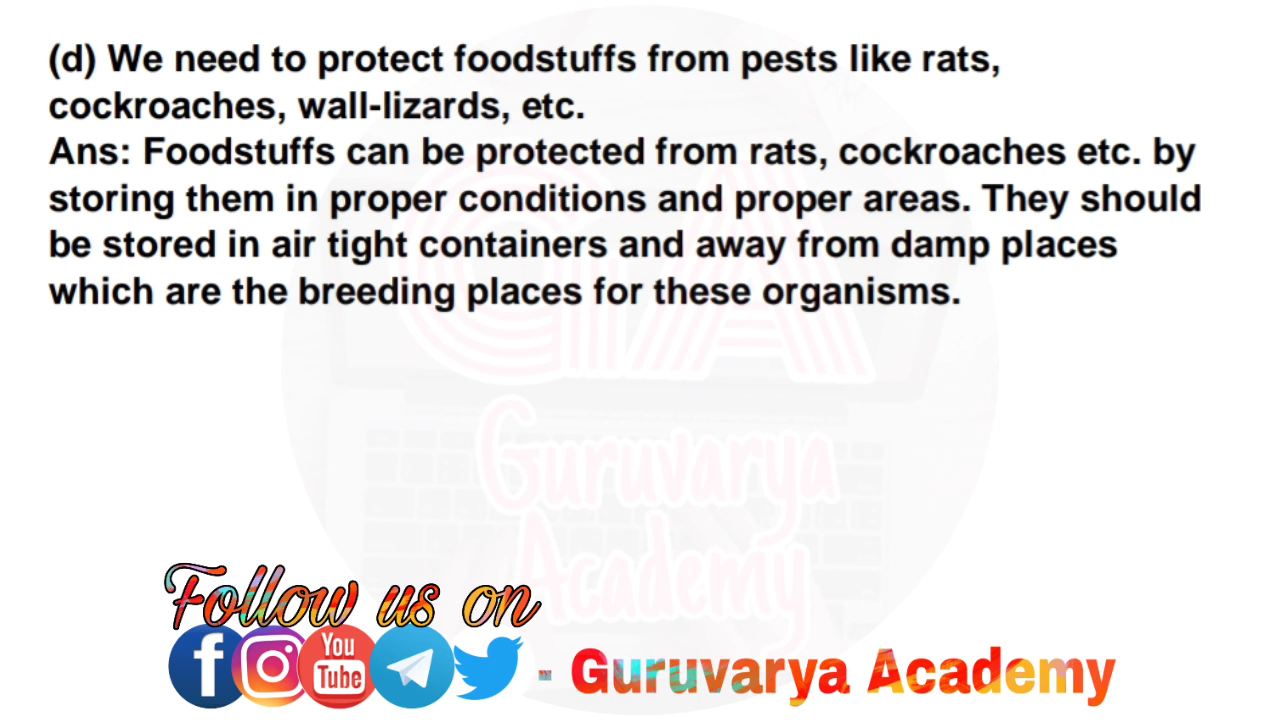 (d) We need to protect foodstuffs from pests like rats,
cockroaches, wall-lizards, etc.
Ans: Foodstuffs can be protected from rats, cockroaches etc. by
storing them in proper conditions and proper areas. They should
be stored in air tight containers and away from damp places
which are the breeding places for these organisms.
GA
Guruvarya
Academy
Follow us on
You
Tube
- Guruvarya Academy